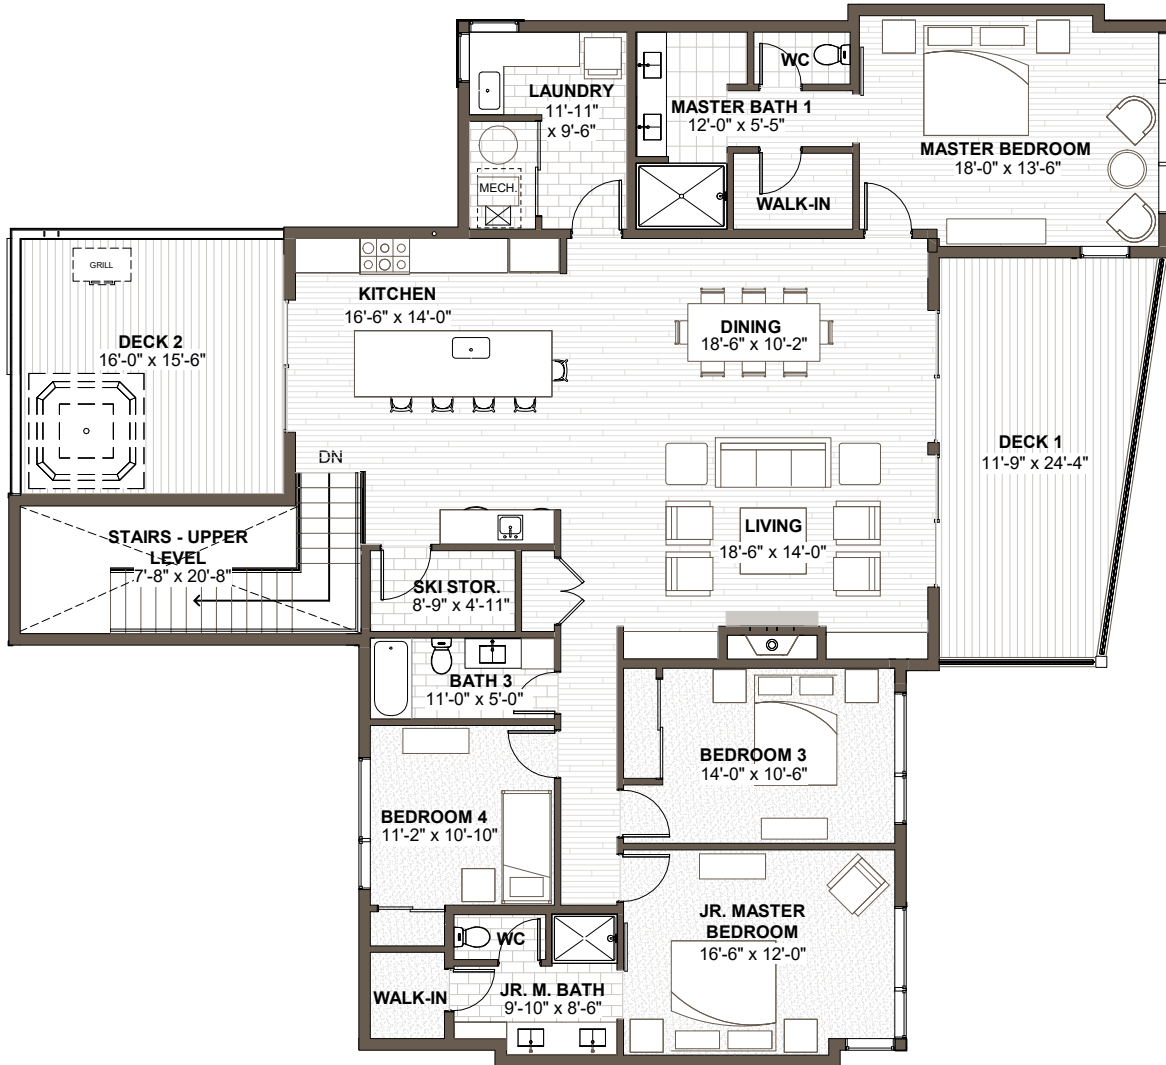 WC
LAUNDRY
11'-11"
x 9'-6"
MASTER BATH 1
12'-0" x 5'-5"
MASTER BEDROOM
18'-0" x 13'-6"
MECH.
WALK-IN
GRILL
KITCHEN
16'-6" x 14'-0"
DECK 2
16'-0" x 15'-6"
DINING
18'-6" x 10'-2"
DECK 1
11'-9" x 24'-4"
DN
STAIRS - UPPER
LEVEL
7'-8" x 20'-8"
LIVING
18'-6" x 14'-0"
SKI STOR.
8'-9" x 4'-11"
BATH 3
11'-0" x 5'-0"
BEDROOM 3
14'-0" x 10'-6"
BEDROOM 4
11'-2" x 10'-10"
JR. MASTER
BEDROOM
16'-6" x 12'-0"
WC
WALK-IN
JR. M. BATH
9'-10" x 8'-6"